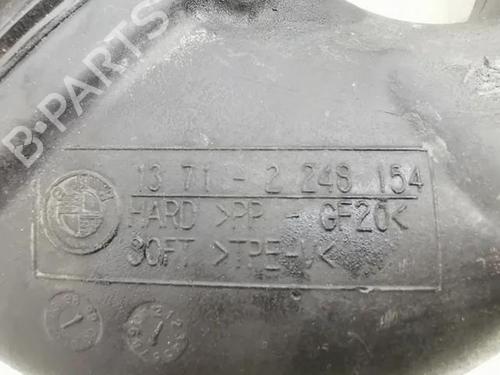 B-PARTS
13 71 - 2 248 154
HARD >PP - GF20<
SOFT >TPE-V<